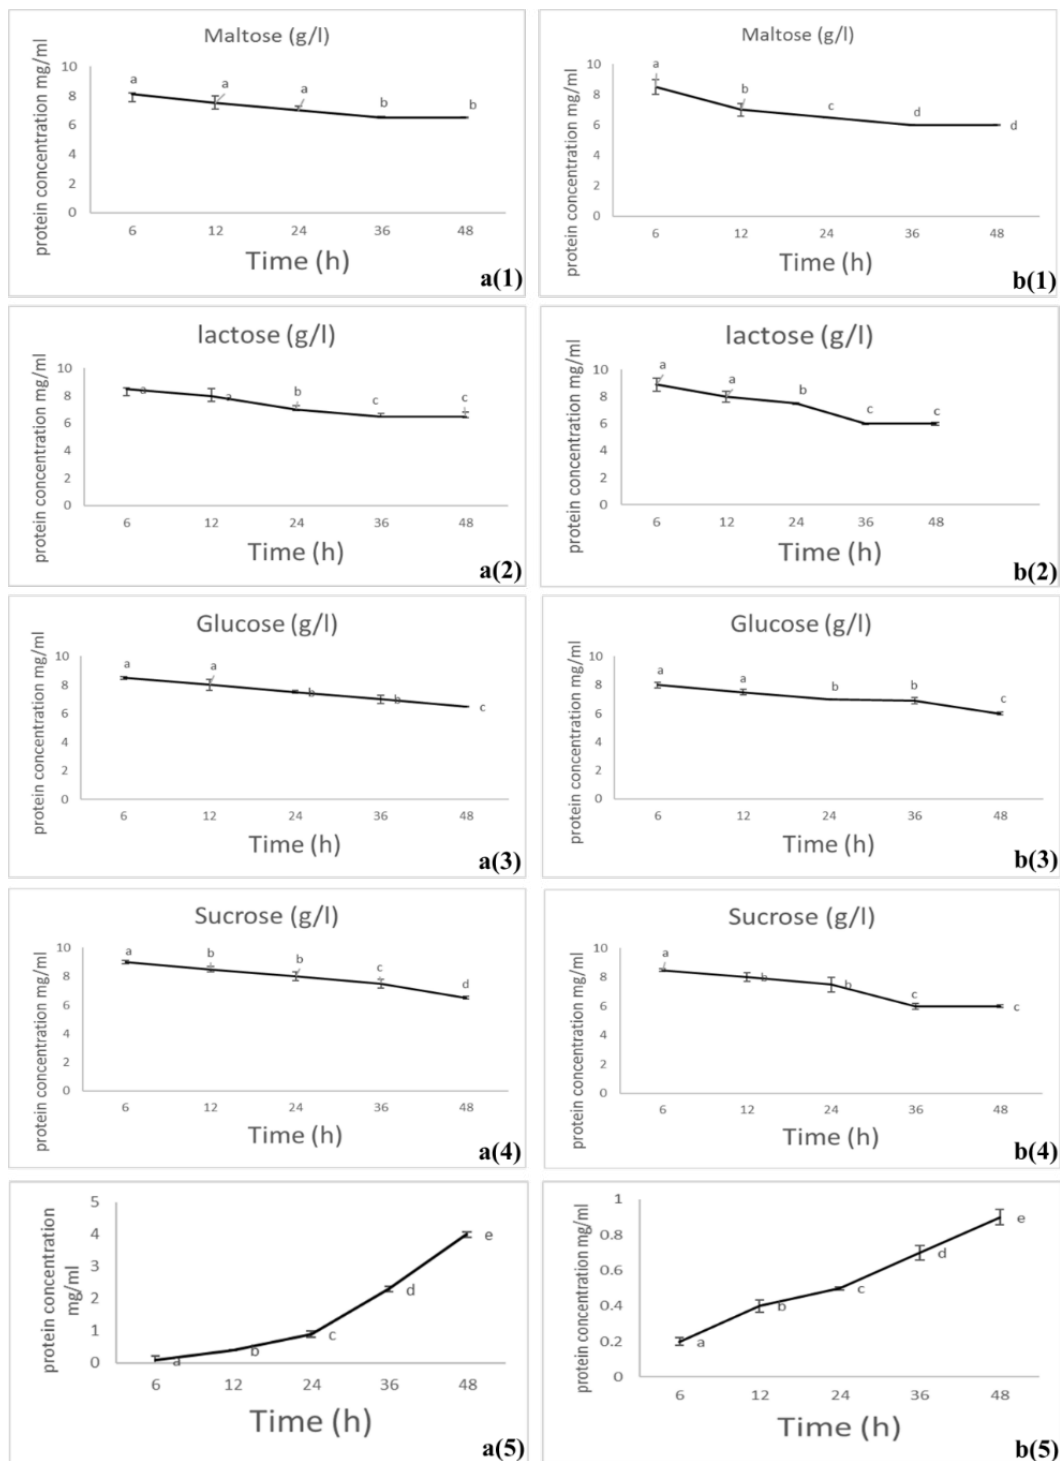 Maltose (g/l)
protein concentration mg/ml
10
8
6
4
2
0
a
a
a
b
b
6 12 24 36 48
Time (h)
a(1)
Maltose (g/l)
protein concentration mg/ml
10
8
6
4
2
0
a
b
c
d
d
6 12 24 36 48
Time (h)
b(1)
lactose (g/l)
protein concentration mg/ml
10
8
6
4
2
0
a
a
b
c
c
6 12 24 36 48
Time (h)
a(2)
lactose (g/l)
protein concentration mg/ml
10
8
6
4
2
0
a
a
b
c
c
6 12 24 36 48
Time (h)
b(2)
Glucose (g/l)
protein concentration mg/ml
10
8
6
4
2
0
a
a
b
b
c
6 12 24 36 48
Time (h)
a(3)
Glucose (g/l)
protein concentration mg/ml
10
8
6
4
2
0
a
a
b
b
c
6 12 24 36 48
Time (h)
b(3)
Sucrose (g/l)
protein concentration mg/ml
10
8
6
4
2
0
a
b
b
c
d
6 12 24 36 48
Time (h)
a(4)
Sucrose (g/l)
protein concentration mg/ml
10
8
6
4
2
0
a
b
b
c
c
6 12 24 36 48
Time (h)
b(4)
protein concentration
mg/ml
5
4
3
2
1
0
a
b
c
d
e
6 12 24 36 48
Time (h)
a(5)
protein concentration mg/ml
1
0.8
0.6
0.4
0.2
0
a
b
c
d
e
6 12 24 36 48
Time (h)
b(5)